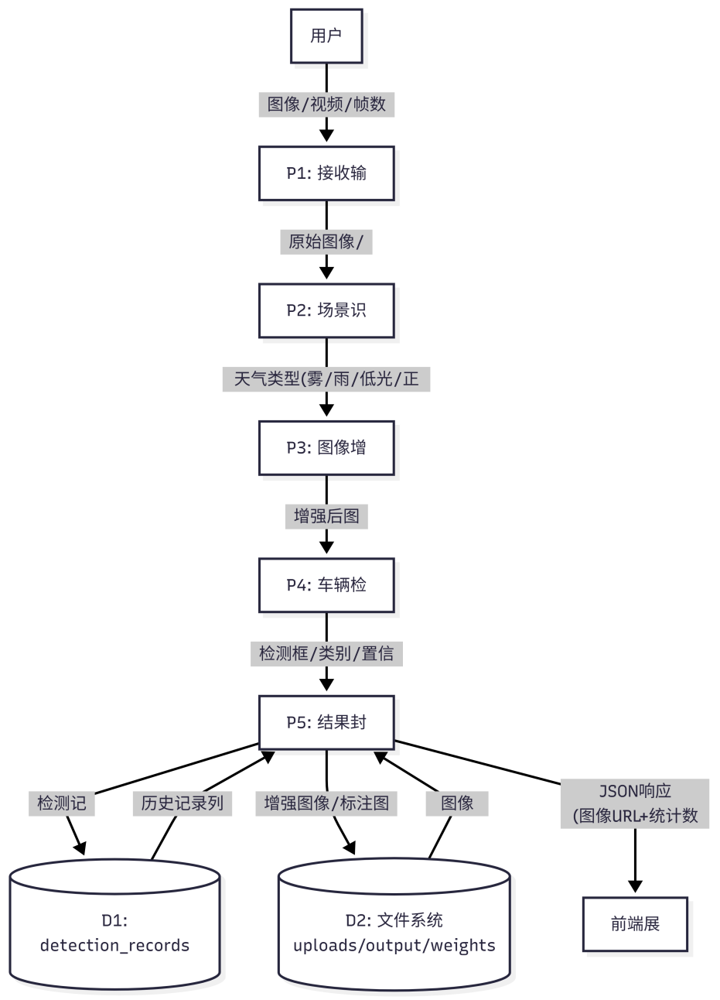 用户
图像/视频/帧数
P1: 接收输
原始图像/
P2: 场景识
天气类型(雾/雨/低光/正
P3: 图像增
增强后图
P4: 车辆检
检测框/类别/置信
P5: 结果封
检测记
历史记录列
增强图像/标注图
图像
JSON响应
(图像URL+统计数
D1:
detection_records
D2: 文件系统
uploads/output/weights
前端展